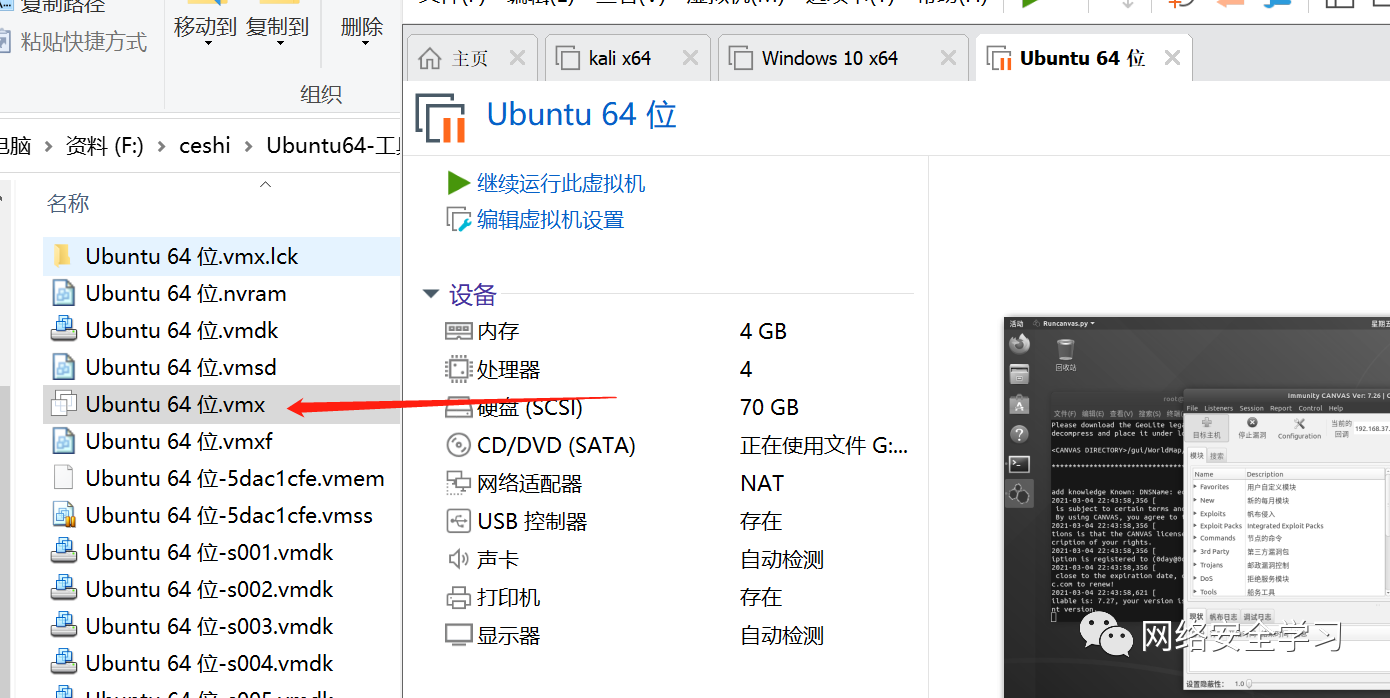 复制路径
粘贴快捷方式
移动到 复制到 删除
组织
电脑 > 资料 (F:) > ceshi > Ubuntu64-工具
名称
Ubuntu 64 位.vmx.lck
Ubuntu 64 位.nvram
Ubuntu 64 位.vmdk
Ubuntu 64 位.vmsd
Ubuntu 64 位.vmx
Ubuntu 64 位.vmxf
Ubuntu 64 位-5dac1cfe.vmem
Ubuntu 64 位-5dac1cfe.vmss
Ubuntu 64 位-s001.vmdk
Ubuntu 64 位-s002.vmdk
Ubuntu 64 位-s003.vmdk
Ubuntu 64 位-s004.vmdk
Ubuntu 64 位-s005.vmdk
主页 kali x64 Windows 10 x64 Ubuntu 64 位
Ubuntu 64 位
继续运行此虚拟机
编辑虚拟机设置
设备
内存 4 GB
处理器 4
硬盘 (SCSI) 70 GB
CD/DVD (SATA) 正在使用文件 G:...
网络适配器 NAT
USB 控制器 存在
声卡 自动检测
打印机 存在
显示器 自动检测
活动 Runcanvas.py 星期五
回收站
root@
文件(F) 编辑(E) 查看(V) 搜索(S) 终端
Please download the GeoLite lega
decompress and place it under lo
<CANVAS DIRECTORY>/gui/WorldMap/
add knowledge Known: DNSName: e
2021-03-04 22:43:58,356 [
is subject to certain terms and
By using CANVAS, you agree to t
2021-03-04 22:43:58,356 [
tions is that the CANVAS license
cription of your rights.
2021-03-04 22:43:58,356 [
iption is registered to (0day@0d
2021-03-04 22:43:58,356 [
close to the expiration date,
c.com to renew!
2021-03-04 22:43:58,621 [
ilable is: 7.27, your version is
nt version.
Immunity CANVAS Ver: 7.26 | C
File Listeners Session Report Control Help
目标主机 停止漏洞 Configuration 当前的回调 192.168.37.
模块 搜索
Name Description
Favorites 用户自定义模块
New 新的每月模块
Exploits 帆布侵入
Exploit Packs Integrated Exploit Packs
Commands 节点的命令
3rd Party 第三方漏洞包
Trojans 邮政漏洞控制
DoS 拒绝服务模块
Tools 船务工具
现状 帆布日志 调试日志
设置隐蔽性: 1.0
网络安全学习